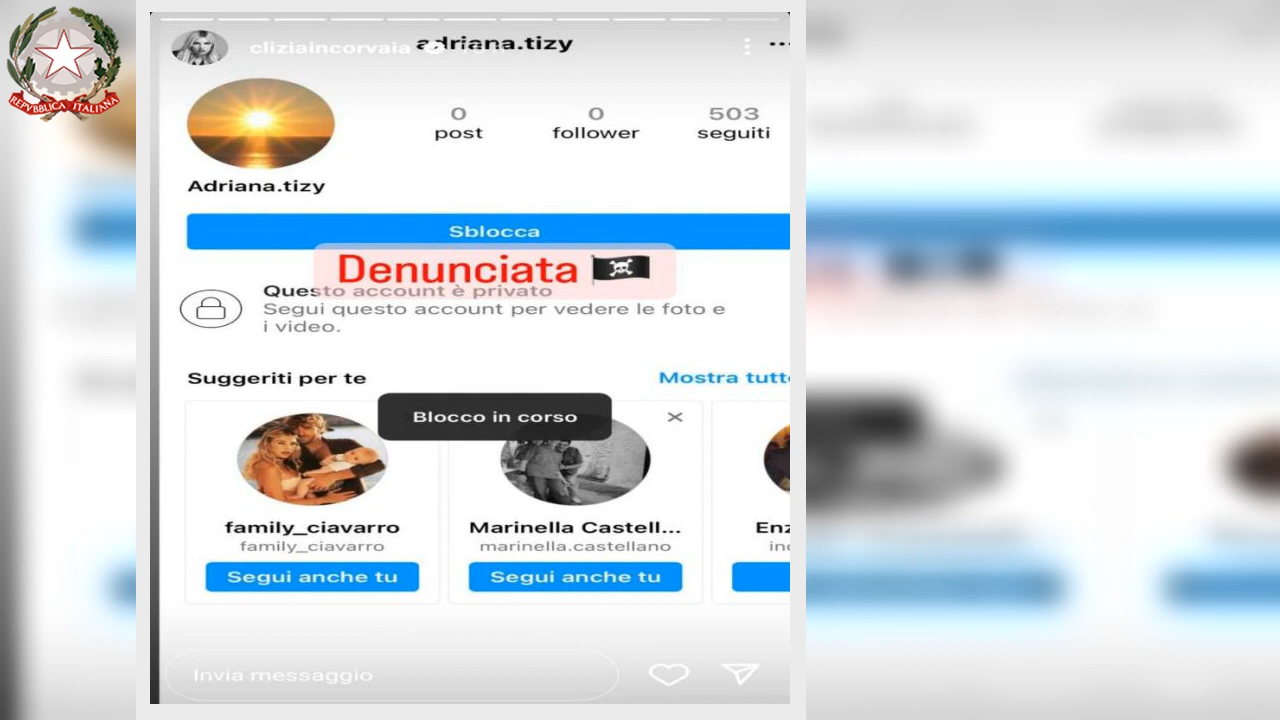 REPVBBLICA ITALIANA
cliziaincorvaia
adriana.tizy
0 0 503
post follower seguiti
Adriana.tizy
Sblocca
Denunciata
Questo account è privato
Segui questo account per vedere le foto e
i video.
Suggeriti per te Mostra tutt
Blocco in corso
family_ciavarro Marinella Castell... Enz
family_ciavarro marinella.castellano
Segui anche tu Segui anche tu
Invia messaggio